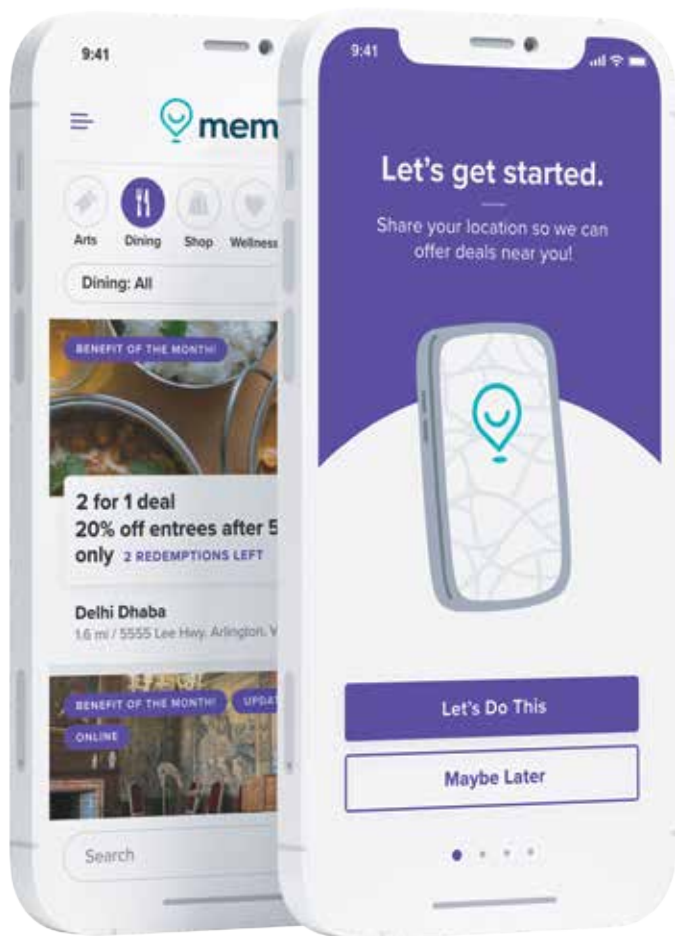 9:41
mem
Arts
Dining
Shop
Wellness
Dining: All
BENEFIT OF THE MONTH!
2 for 1 deal
20% off entrees after 5
only 2 REDEMPTIONS LEFT
Delhi Dhaba
1.6 mi / 5555 Lee Hwy. Arlington, V
BENEFIT OF THE MONTH!
UPDAT
ONLINE
Search
9:41
Let's get started.
Share your location so we can
offer deals near you!
Let's Do This
Maybe Later